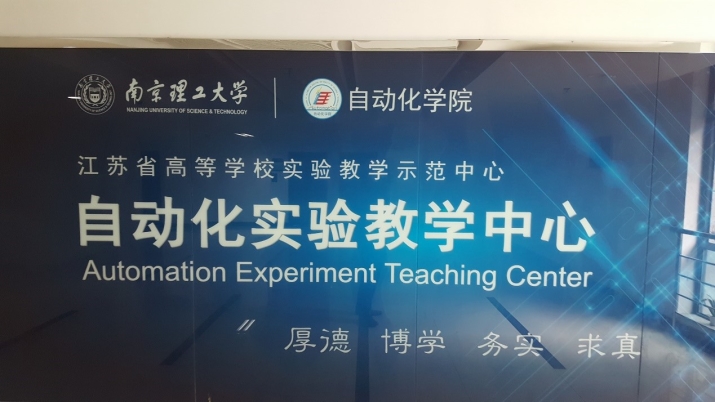 南京理工大学 自动化学院
NANJING UNIVERSITY OF SCIENCE & TECHNOLOGY
江苏省高等学校实验教学示范中心
自动化实验教学中心
Automation Experiment Teaching Center
厚德 博学 务实 求真